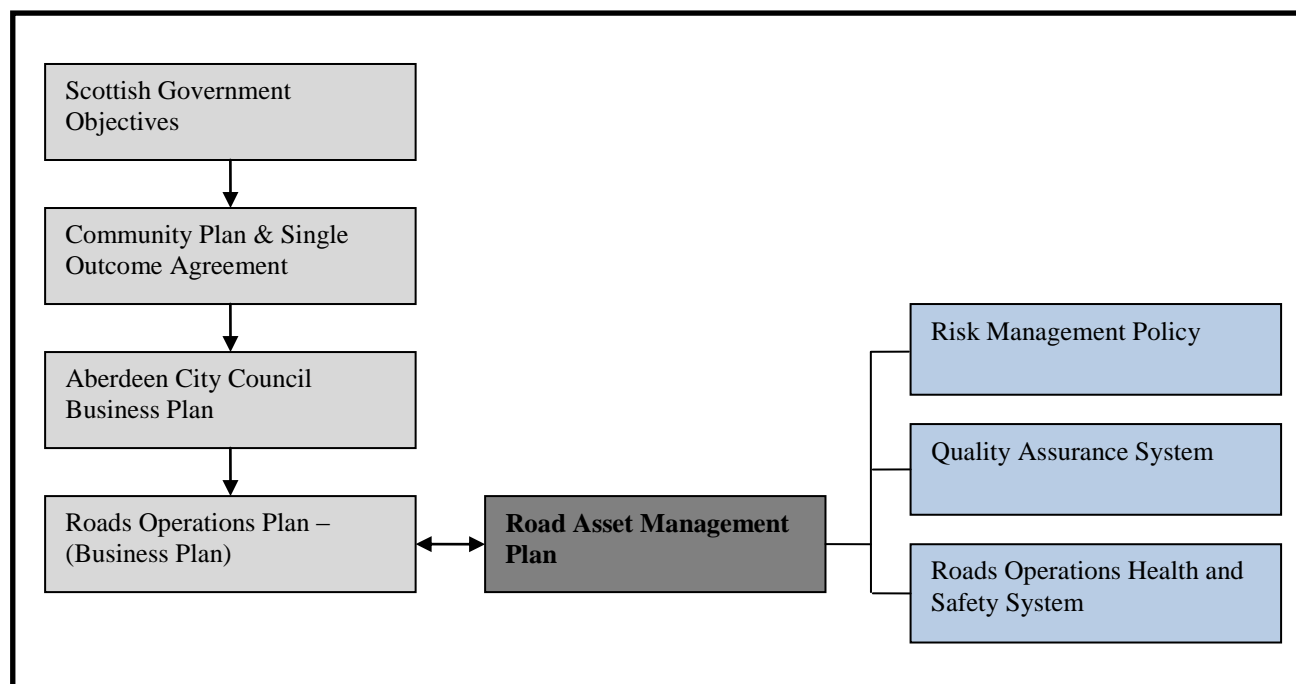 Scottish Government
Objectives
Community Plan & Single
Outcome Agreement
Aberdeen City Council
Business Plan
Roads Operations Plan –
(Business Plan)
Road Asset Management
Plan
Risk Management Policy
Quality Assurance System
Roads Operations Health and
Safety System